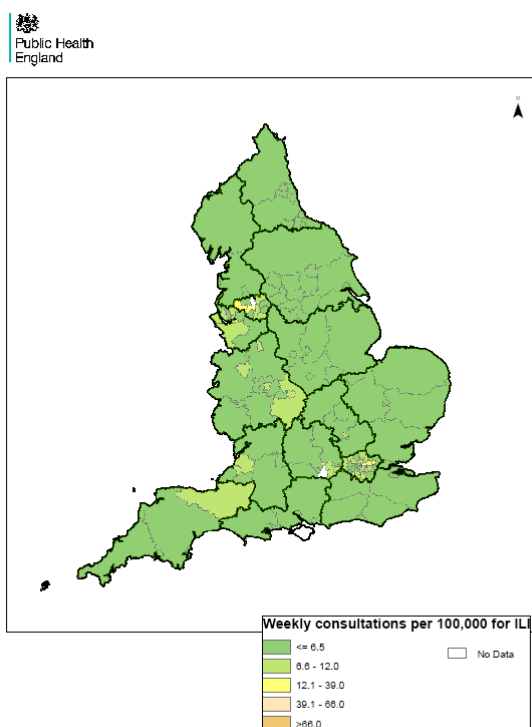 Public Health
England
N
Weekly consultations per 100,000 for ILI
<= 6.5
6.6 - 12.0
12.1 - 39.0
39.1 - 66.0
>66.0
No Data